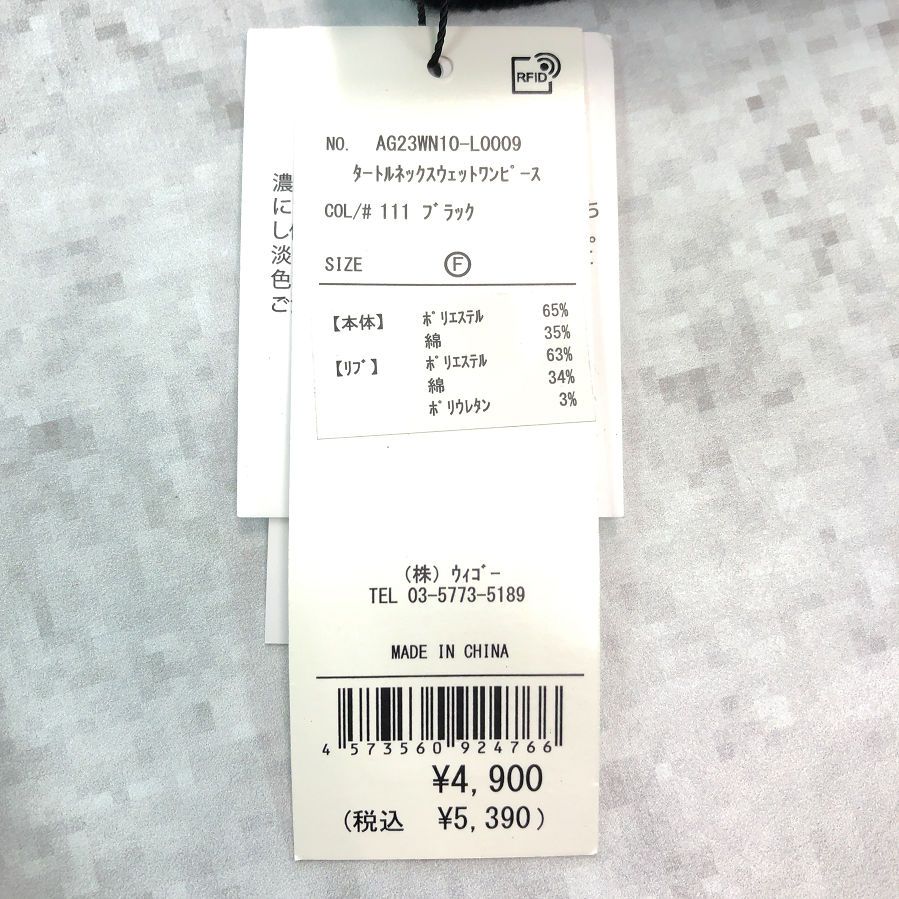 RFID
NO. AG23WN10-L0009
ﾀｰﾄﾙﾈｯｸｽｳｪｯﾄﾜﾝﾋﾟｰｽ
COL/# 111 ﾌﾞﾗｯｸ
SIZE Ⓕ
【本体】 ﾎﾟﾘｴｽﾃﾙ 65%
綿 35%
【ﾘﾌﾞ】 ﾎﾟﾘｴｽﾃﾙ 63%
綿 34%
ﾎﾟﾘｳﾚﾀﾝ 3%
(株) ｳｨｺﾞｰ
TEL 03-5773-5189
MADE IN CHINA
4 573560 924766
¥4,900
(税込 ¥5,390)
濃
に
し
淡
色
ご